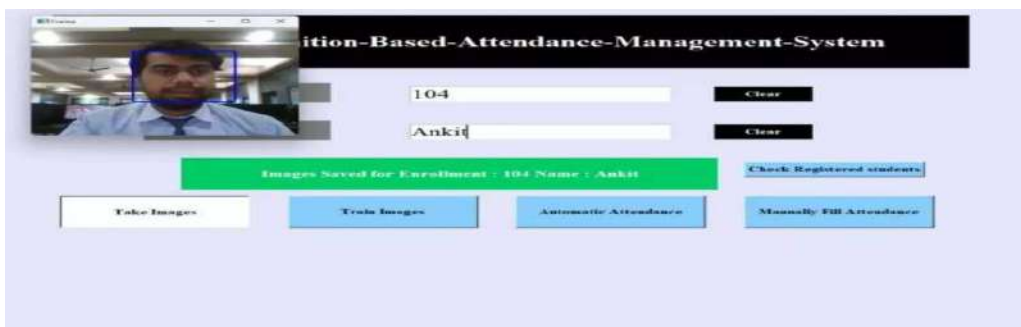 ition-Based-Attendance-Management-System
104
Clear
Ankit
Clear
Images Saved for Enrollment : 104 Name : Ankit
Check Registered students
Take Images
Train Images
Automatic Attendance
Manually Fill Attendance